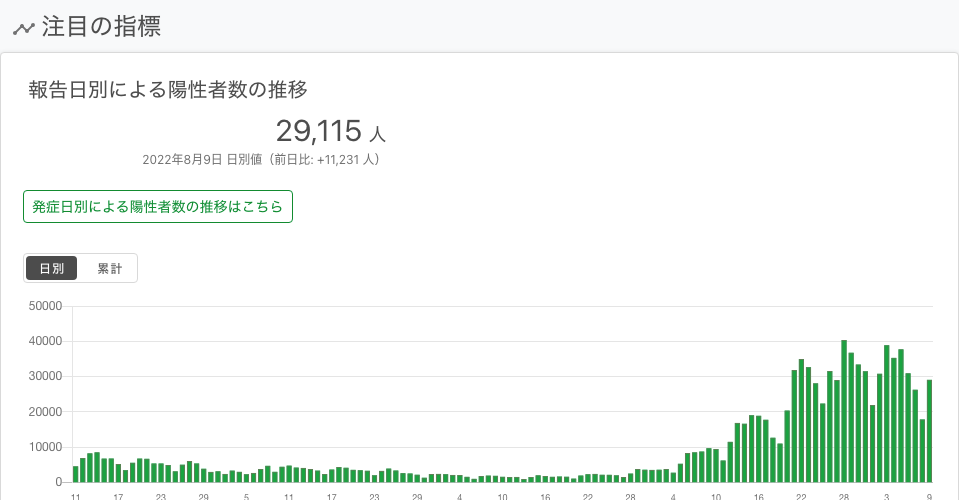 注目の指標
報告日別による陽性者数の推移
29,115 人
2022年8月9日 日別値（前日比: +11,231 人）
発症日別による陽性者数の推移はこちら
日別 累計
50000
40000
30000
20000
10000
0
11 17 23 29 5 11 17 23 29 4 10 16 22 28 4 10 16 22 28 3 9